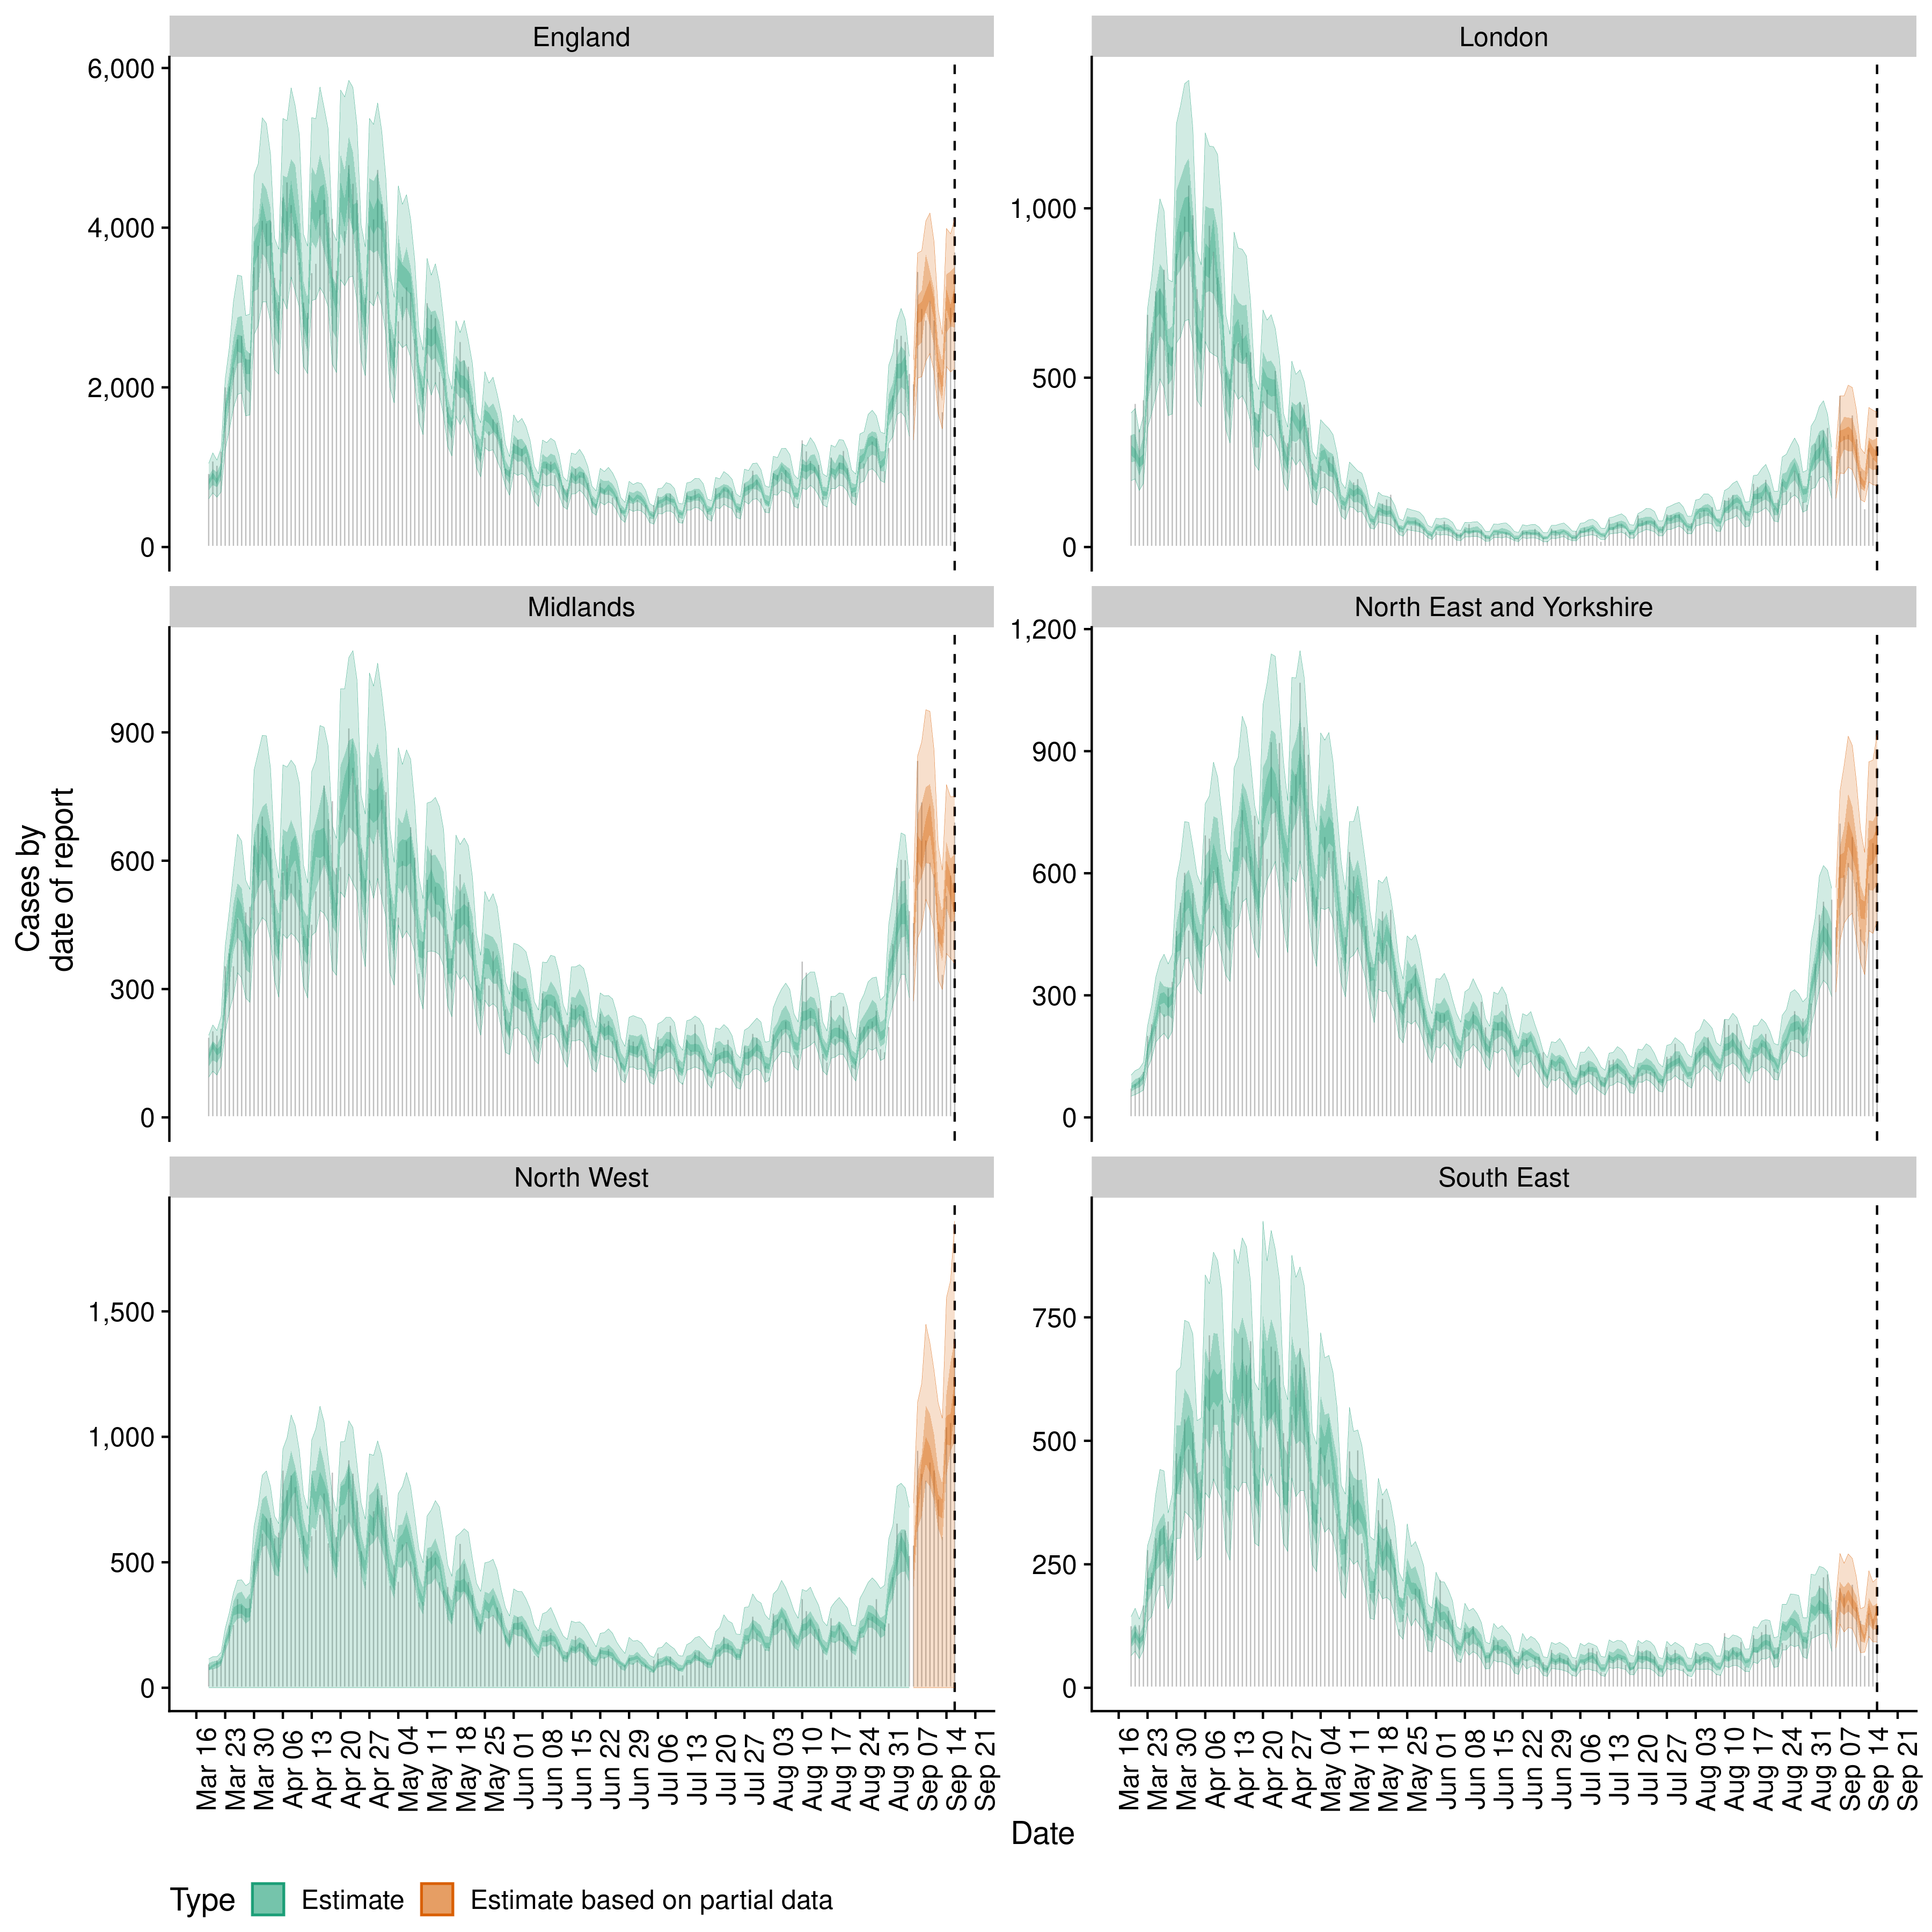 England
London
6,000
4,000
2,000
0
1,000
500
0
Midlands
North East and Yorkshire
900
600
300
0
1,200
900
600
300
0
Cases by
date of report
North West
South East
1,500
1,000
500
0
750
500
250
0
Mar 16 Mar 23 Mar 30 Apr 06 Apr 13 Apr 20 Apr 27 May 04 May 11 May 18 May 25 Jun 01 Jun 08 Jun 15 Jun 22 Jun 29 Jul 06 Jul 13 Jul 20 Jul 27 Aug 03 Aug 10 Aug 17 Aug 24 Aug 31 Sep 07 Sep 14 Sep 21
Mar 16 Mar 23 Mar 30 Apr 06 Apr 13 Apr 20 Apr 27 May 04 May 11 May 18 May 25 Jun 01 Jun 08 Jun 15 Jun 22 Jun 29 Jul 06 Jul 13 Jul 20 Jul 27 Aug 03 Aug 10 Aug 17 Aug 24 Aug 31 Sep 07 Sep 14 Sep 21
Date
Type Estimate Estimate based on partial data